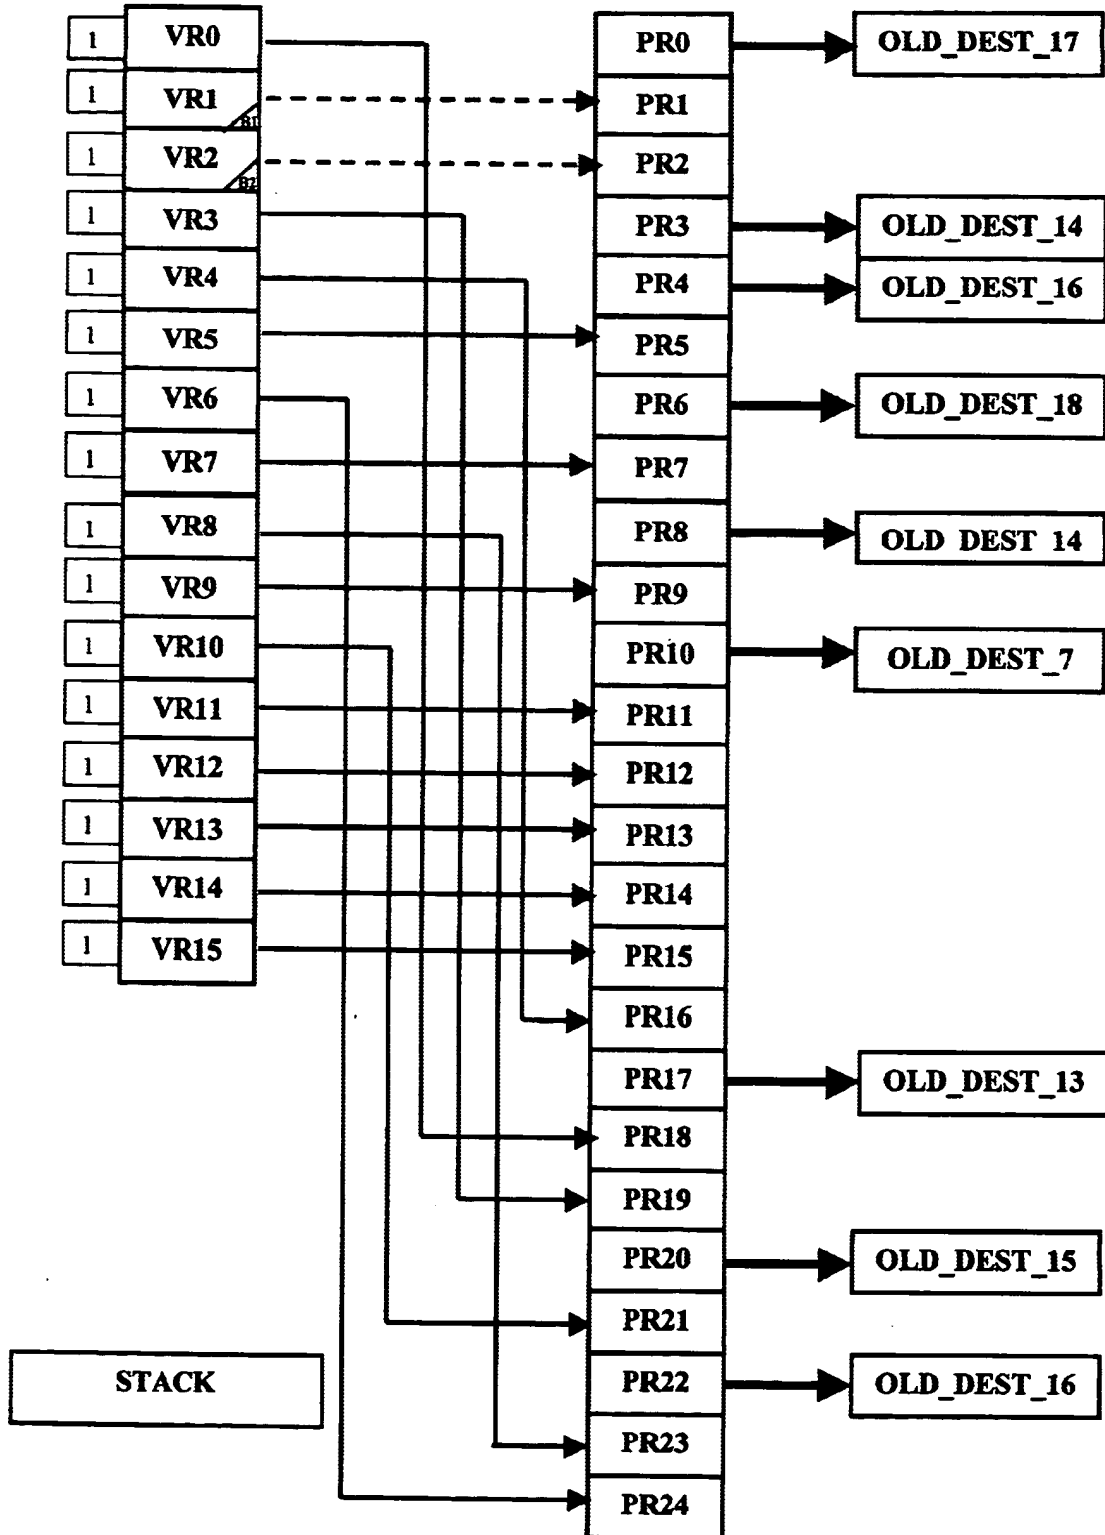 1 VR0
1 VR1
B1
1 VR2
B2
1 VR3
1 VR4
1 VR5
1 VR6
1 VR7
1 VR8
1 VR9
1 VR10
1 VR11
1 VR12
1 VR13
1 VR14
1 VR15
STACK
PR0
PR1
PR2
PR3
PR4
PR5
PR6
PR7
PR8
PR9
PR10
PR11
PR12
PR13
PR14
PR15
PR16
PR17
PR18
PR19
PR20
PR21
PR22
PR23
PR24
OLD_DEST_17
OLD_DEST_14
OLD_DEST_16
OLD_DEST_18
OLD DEST 14
OLD_DEST_7
OLD_DEST_13
OLD_DEST_15
OLD_DEST_16